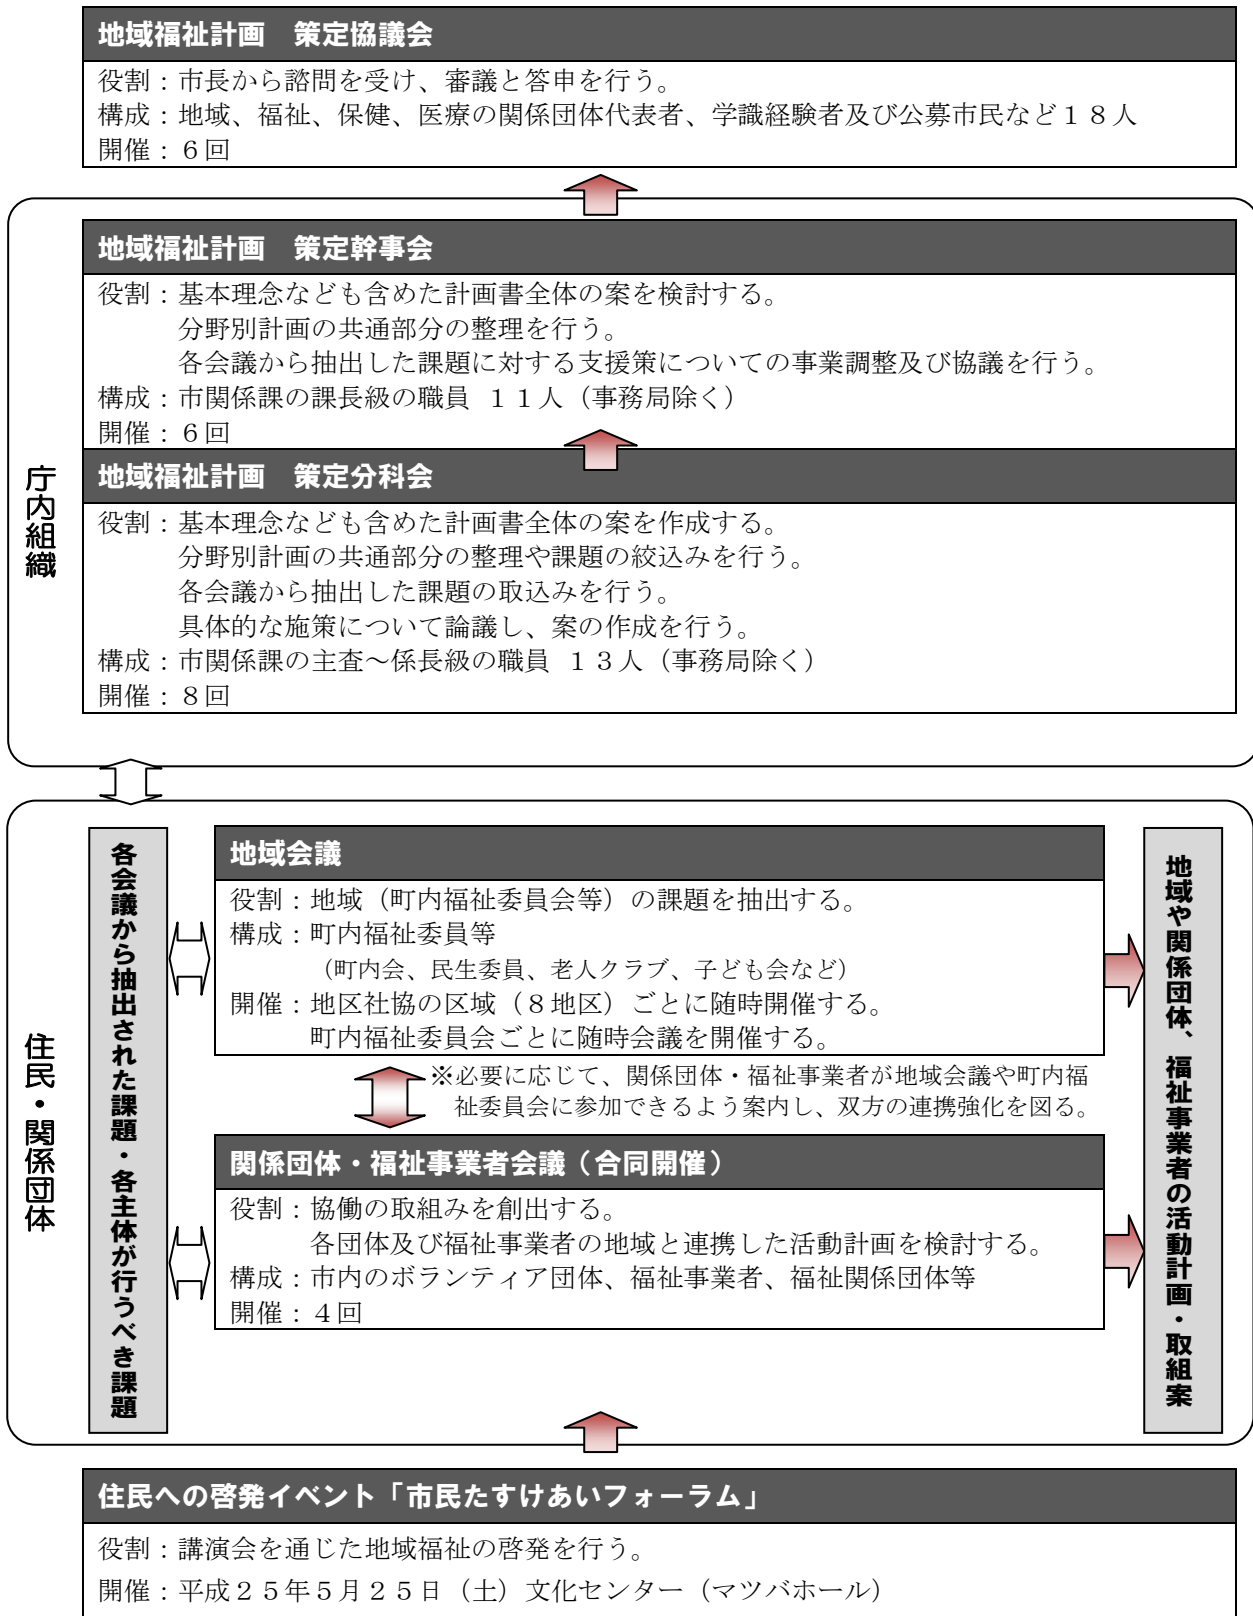 地域福祉計画　策定協議会
役割：市長から諮問を受け、審議と答申を行う。
構成：地域、福祉、保健、医療の関係団体代表者、学識経験者及び公募市民など１８人
開催：６回
庁内組織
地域福祉計画　策定幹事会
役割：基本理念なども含めた計画書全体の案を検討する。
分野別計画の共通部分の整理を行う。
各会議から抽出した課題に対する支援策についての事業調整及び協議を行う。
構成：市関係課の課長級の職員 １１人（事務局除く）
開催：６回
地域福祉計画　策定分科会
役割：基本理念なども含めた計画書全体の案を作成する。
分野別計画の共通部分の整理や課題の絞込みを行う。
各会議から抽出した課題の取込みを行う。
具体的な施策について論議し、案の作成を行う。
構成：市関係課の主査～係長級の職員 １３人（事務局除く）
開催：８回
住民・関係団体
各会議から抽出された課題・各主体が行うべき課題
地域会議
役割：地域（町内福祉委員会等）の課題を抽出する。
構成：町内福祉委員等
（町内会、民生委員、老人クラブ、子ども会など）
開催：地区社協の区域（８地区）ごとに随時開催する。
町内福祉委員会ごとに随時会議を開催する。
※必要に応じて、関係団体・福祉事業者が地域会議や町内福
祉委員会に参加できるよう案内し、双方の連携強化を図る。
関係団体・福祉事業者会議（合同開催）
役割：協働の取組みを創出する。
各団体及び福祉事業者の地域と連携した活動計画を検討する。
構成：市内のボランティア団体、福祉事業者、福祉関係団体等
開催：４回
地域や関係団体、福祉事業者の活動計画・取組案
住民への啓発イベント「市民たすけあいフォーラム」
役割：講演会を通じた地域福祉の啓発を行う。
開催：平成２５年５月２５日（土）文化センター（マツバホール）